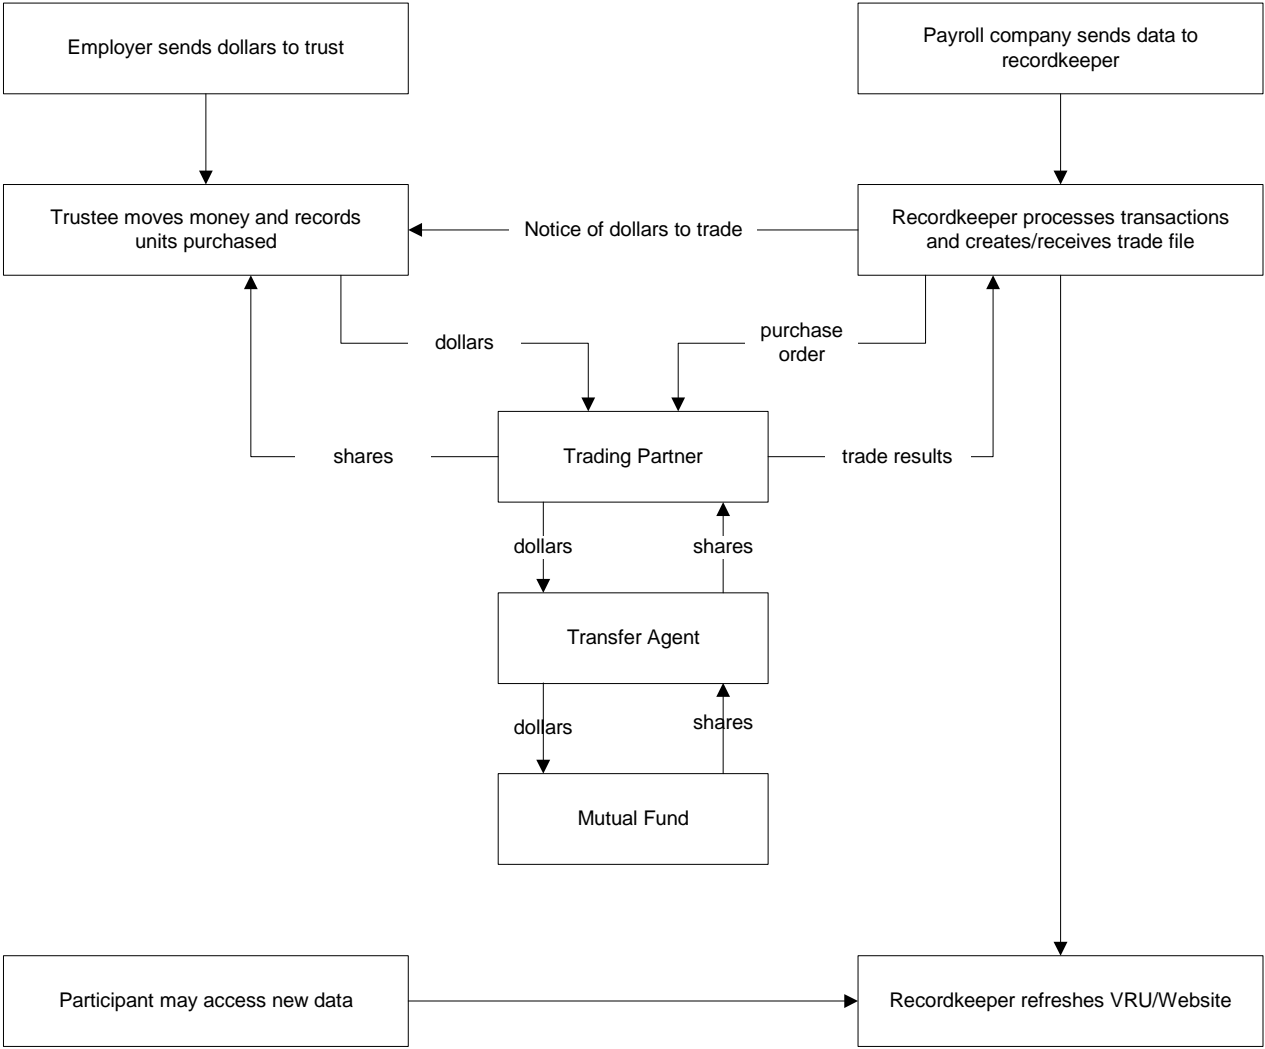 Employer sends dollars to trust
Payroll company sends data to
recordkeeper
Trustee moves money and records
units purchased
Notice of dollars to trade
Recordkeeper processes transactions
and creates/receives trade file
dollars
purchase
order
shares
Trading Partner
trade results
dollars
shares
Transfer Agent
dollars
shares
Mutual Fund
Participant may access new data
Recordkeeper refreshes VRU/Website